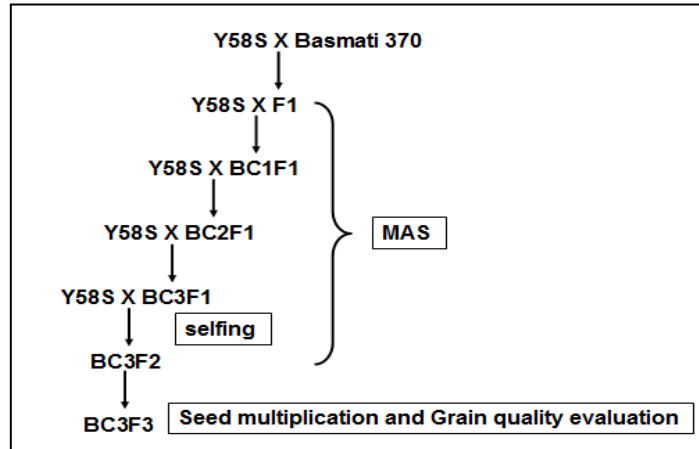 Y58S X Basmati 370
Y58S X F1
Y58S X BC1F1
Y58S X BC2F1
MAS
Y58S X BC3F1
selfing
BC3F2
BC3F3
Seed multiplication and Grain quality evaluation